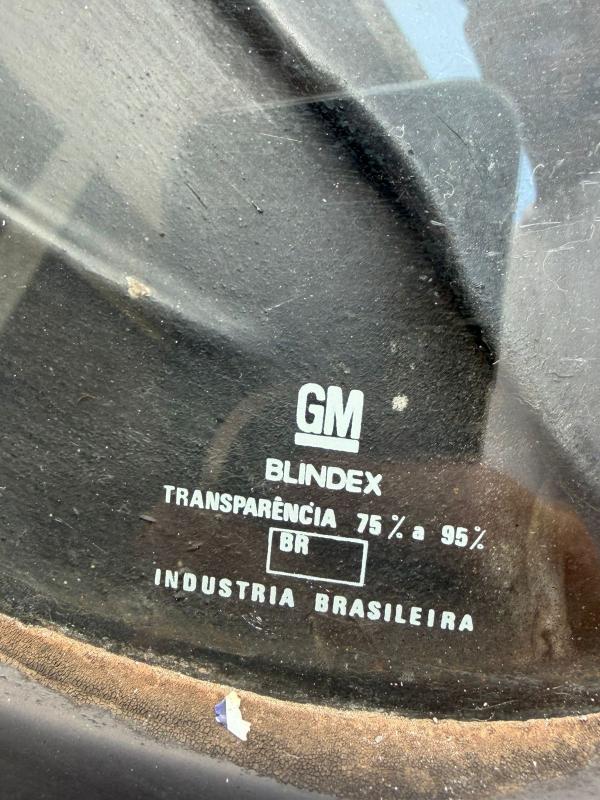 GM
BLINDEX
TRANSPARÊNCIA 75% a 95%
BR
INDUSTRIA BRASILEIRA